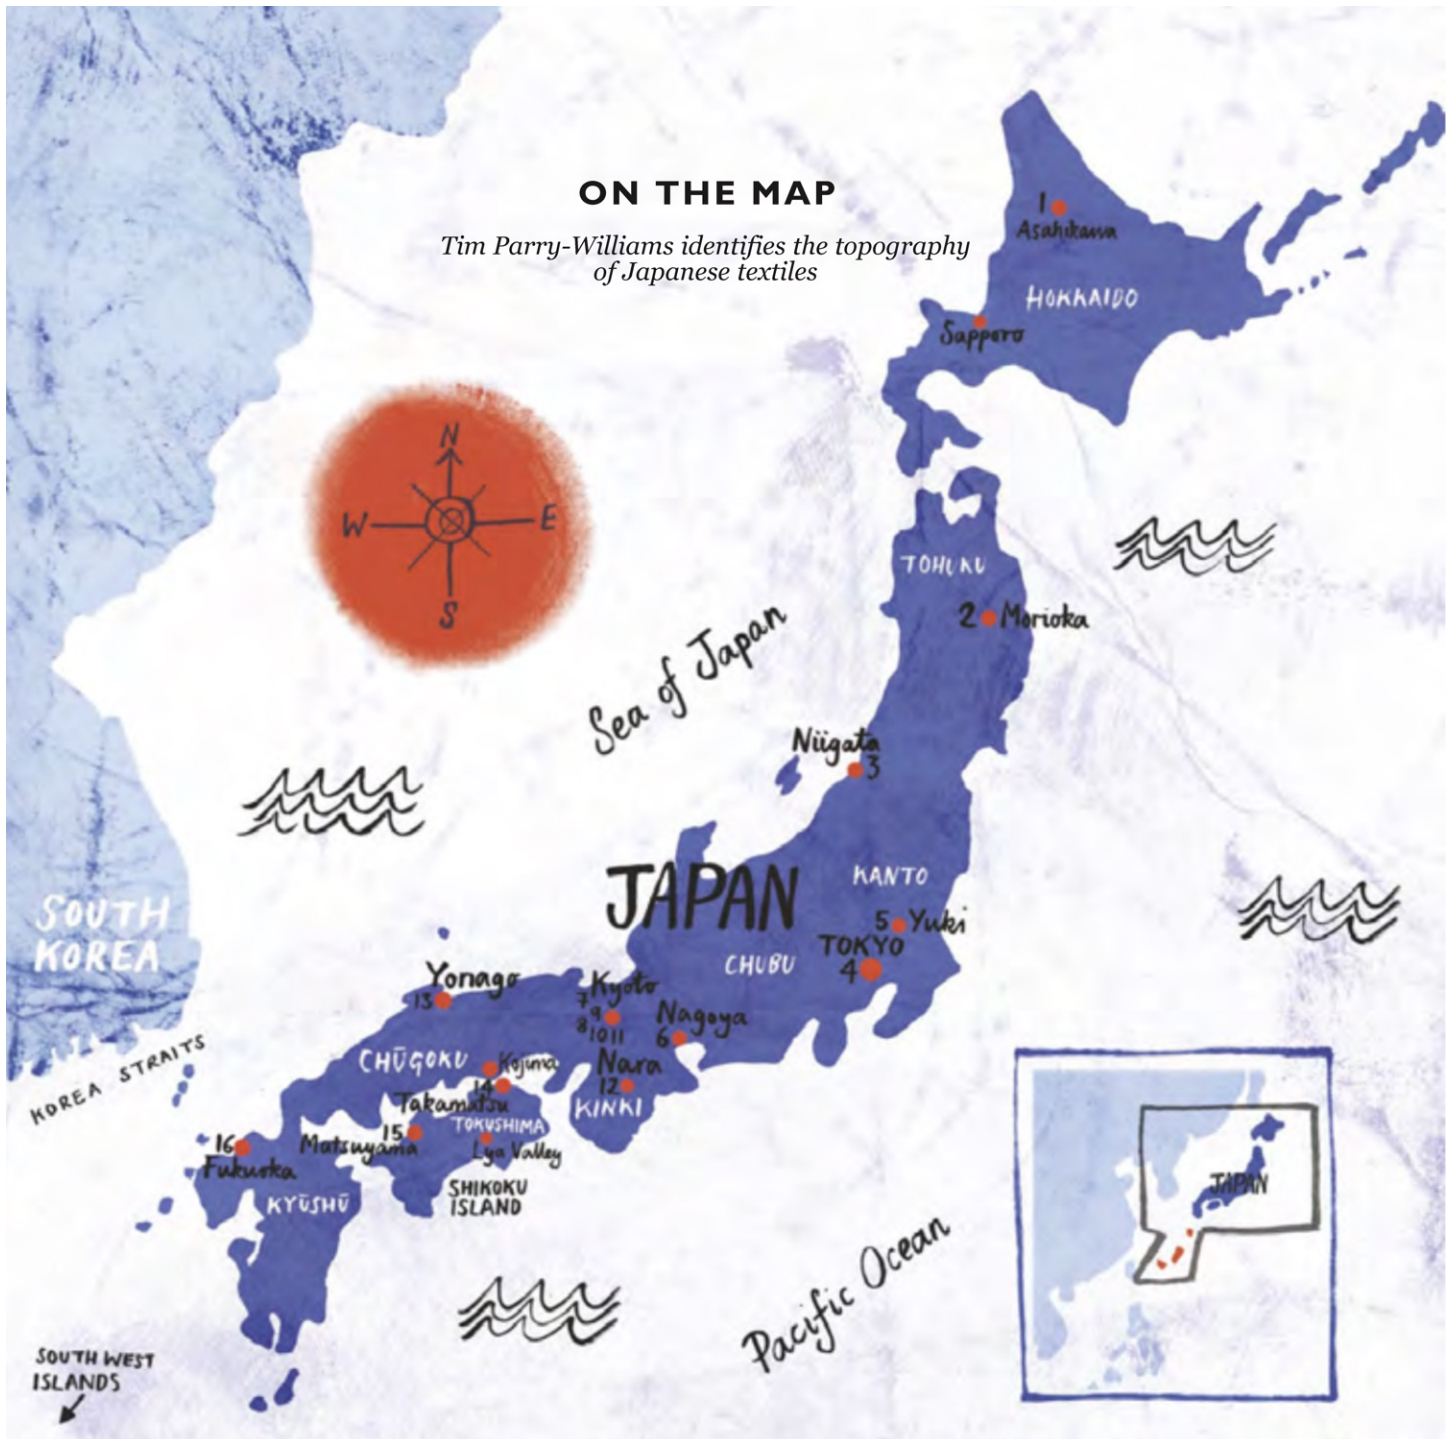 ON THE MAP
Tim Parry-Williams identifies the topography
of Japanese textiles
1
Asahikawa
HOKKAIDO
Sapporo
N
W
E
S
TOHUKU
2 Morioka
Sea of Japan
Niigata
3
JAPAN
KANTO
5 Yuki
TOKYO
4
CHUBU
SOUTH
KOREA
Yonago
13
Kyoto
7
9
8
10 11
Nagoya
6
KOREA STRAITS
CHŪGOKU
Kojima
14
Nara
12
Takamatsu
KINKI
TOKUSHIMA
15
Matsuyama
Lya Valley
16
Fukuoka
SHIKOKU
ISLAND
KYŪSHŪ
JAPAN
Pacific Ocean
SOUTH WEST
ISLANDS